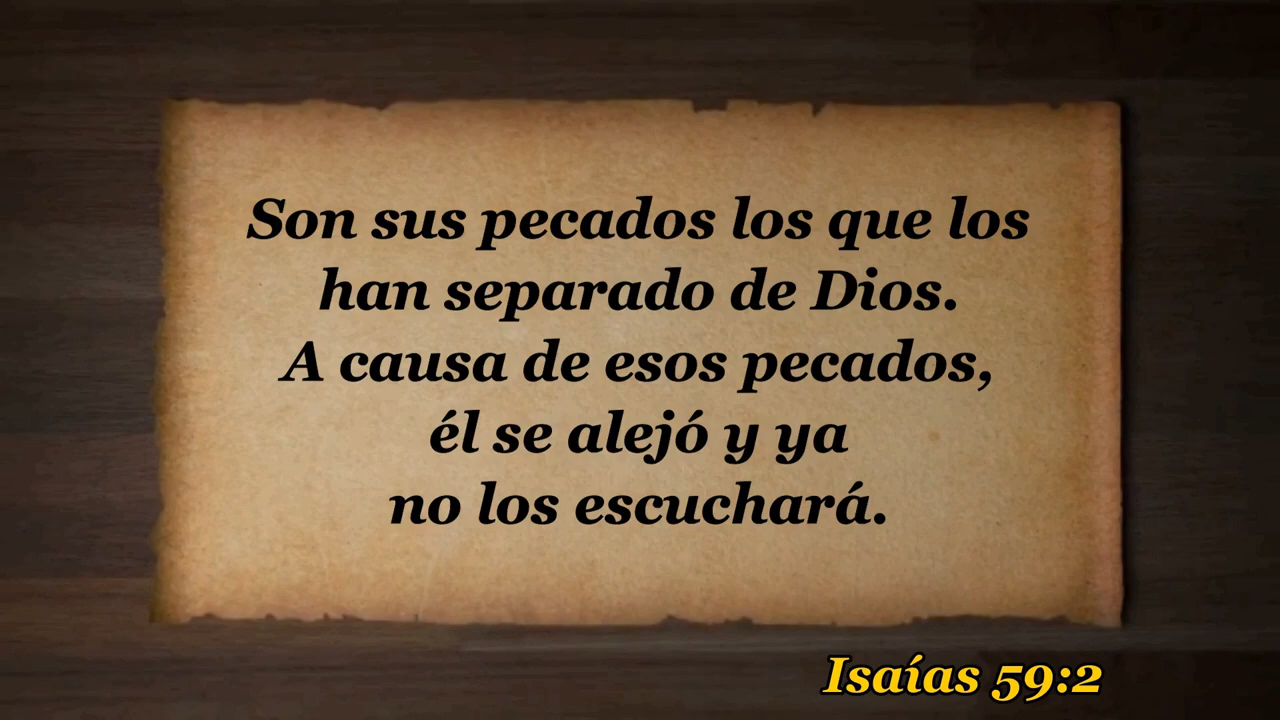 Son sus pecados los que los
han separado de Dios.
A causa de esos pecados,
él se alejó y ya
no los escuchará.
Isaías 59:2